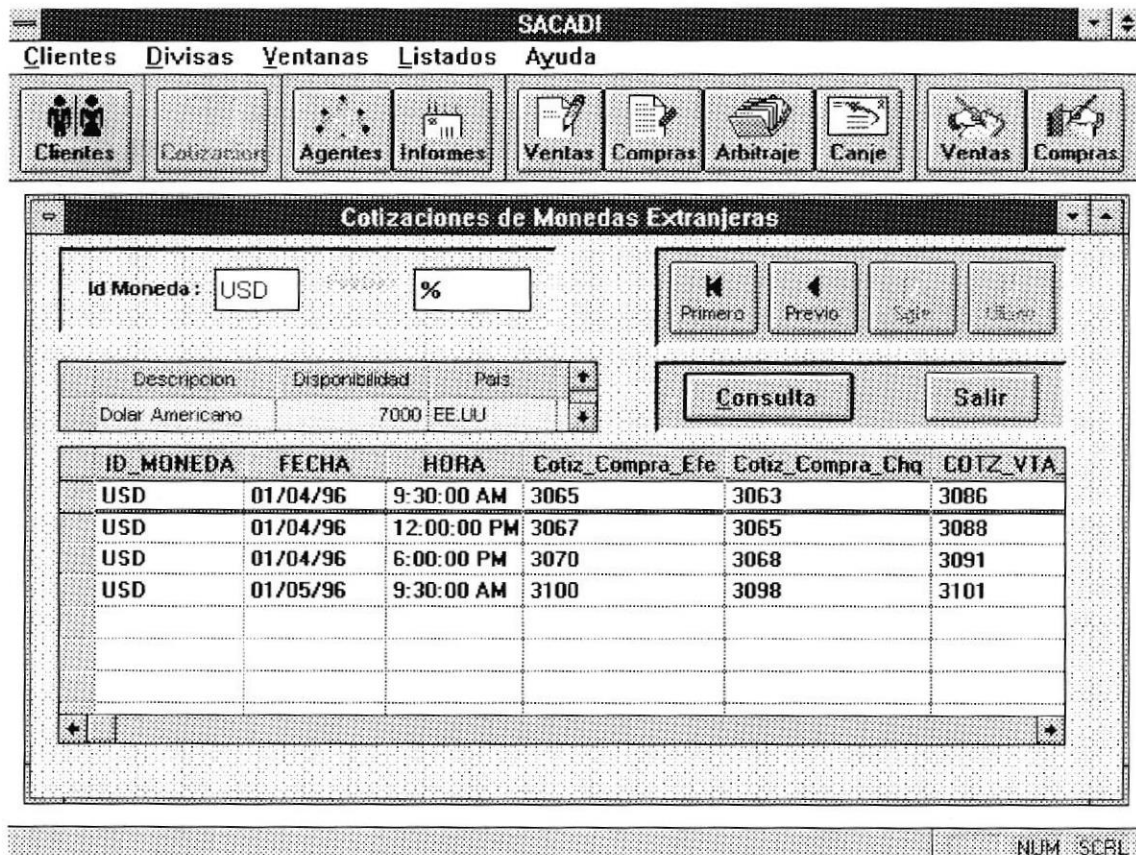 SACADI
Clientes Divisas Ventanas Listados Ayuda
Clientes Cotizacion Agentes Informes Ventas Compras Arbitraje Canje Ventas Compras
Cotizaciones de Monedas Extranjeras
Id Moneda : USD %
Primero Previo
Descripcion Disponibilidad Pais
Consulta Salir
Dolar Americano 7000 EE.UU
ID_MONEDA FECHA HORA Cotiz_Compra_Efe Cotiz_Compra_Chq COTZ_VTA_
USD 01/04/96 9:30:00 AM 3065 3063 3086
USD 01/04/96 12:00:00 PM 3067 3065 3088
USD 01/04/96 6:00:00 PM 3070 3068 3091
USD 01/05/96 9:30:00 AM 3100 3098 3101
NUM SCRL